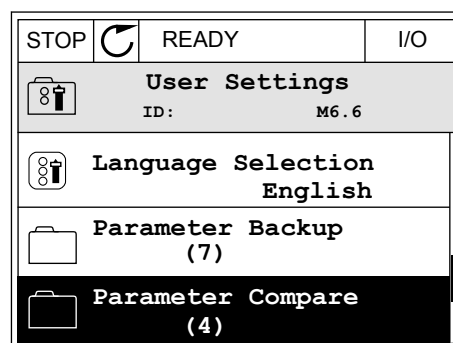 STOP READY I/O
User Settings
ID: M6.6
Language Selection
English
Parameter Backup
(7)
Parameter Compare
(4)